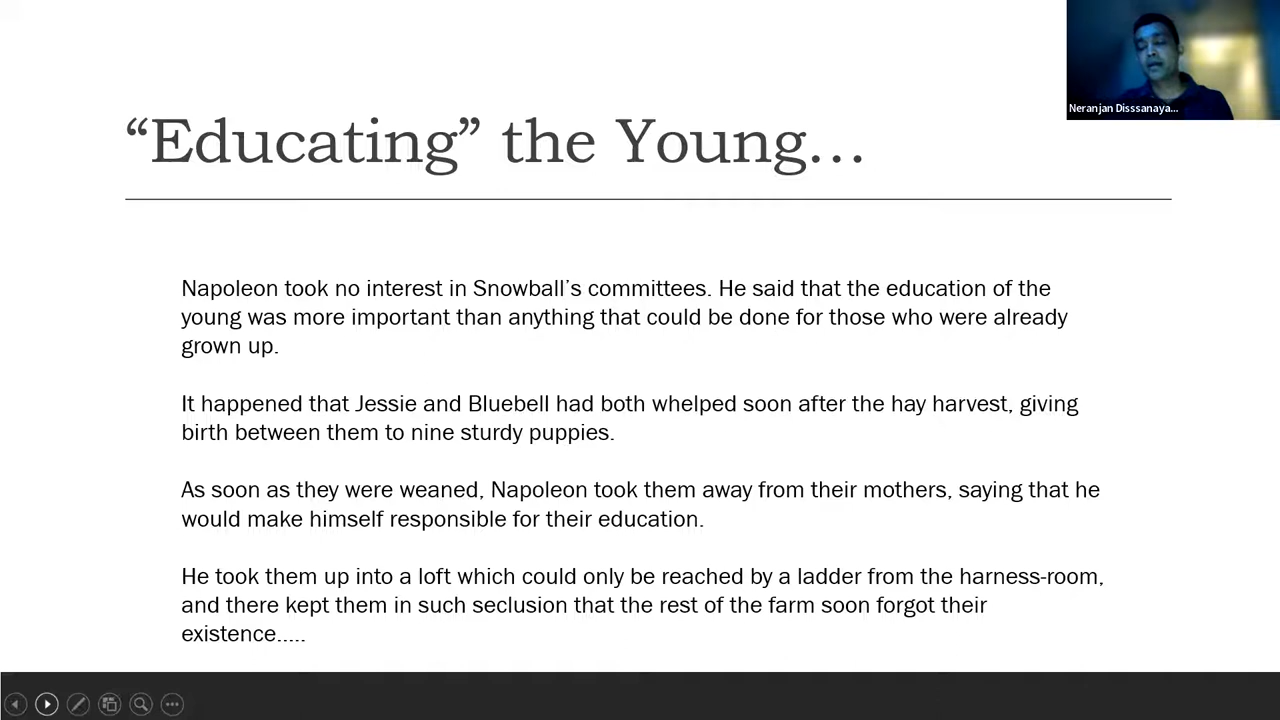 Neranjan Disssanaya...
“Educating” the Young...
Napoleon took no interest in Snowball’s committees. He said that the education of the
young was more important than anything that could be done for those who were already
grown up.
It happened that Jessie and Bluebell had both whelped soon after the hay harvest, giving
birth between them to nine sturdy puppies.
As soon as they were weaned, Napoleon took them away from their mothers, saying that he
would make himself responsible for their education.
He took them up into a loft which could only be reached by a ladder from the harness-room,
and there kept them in such seclusion that the rest of the farm soon forgot their
existence.....